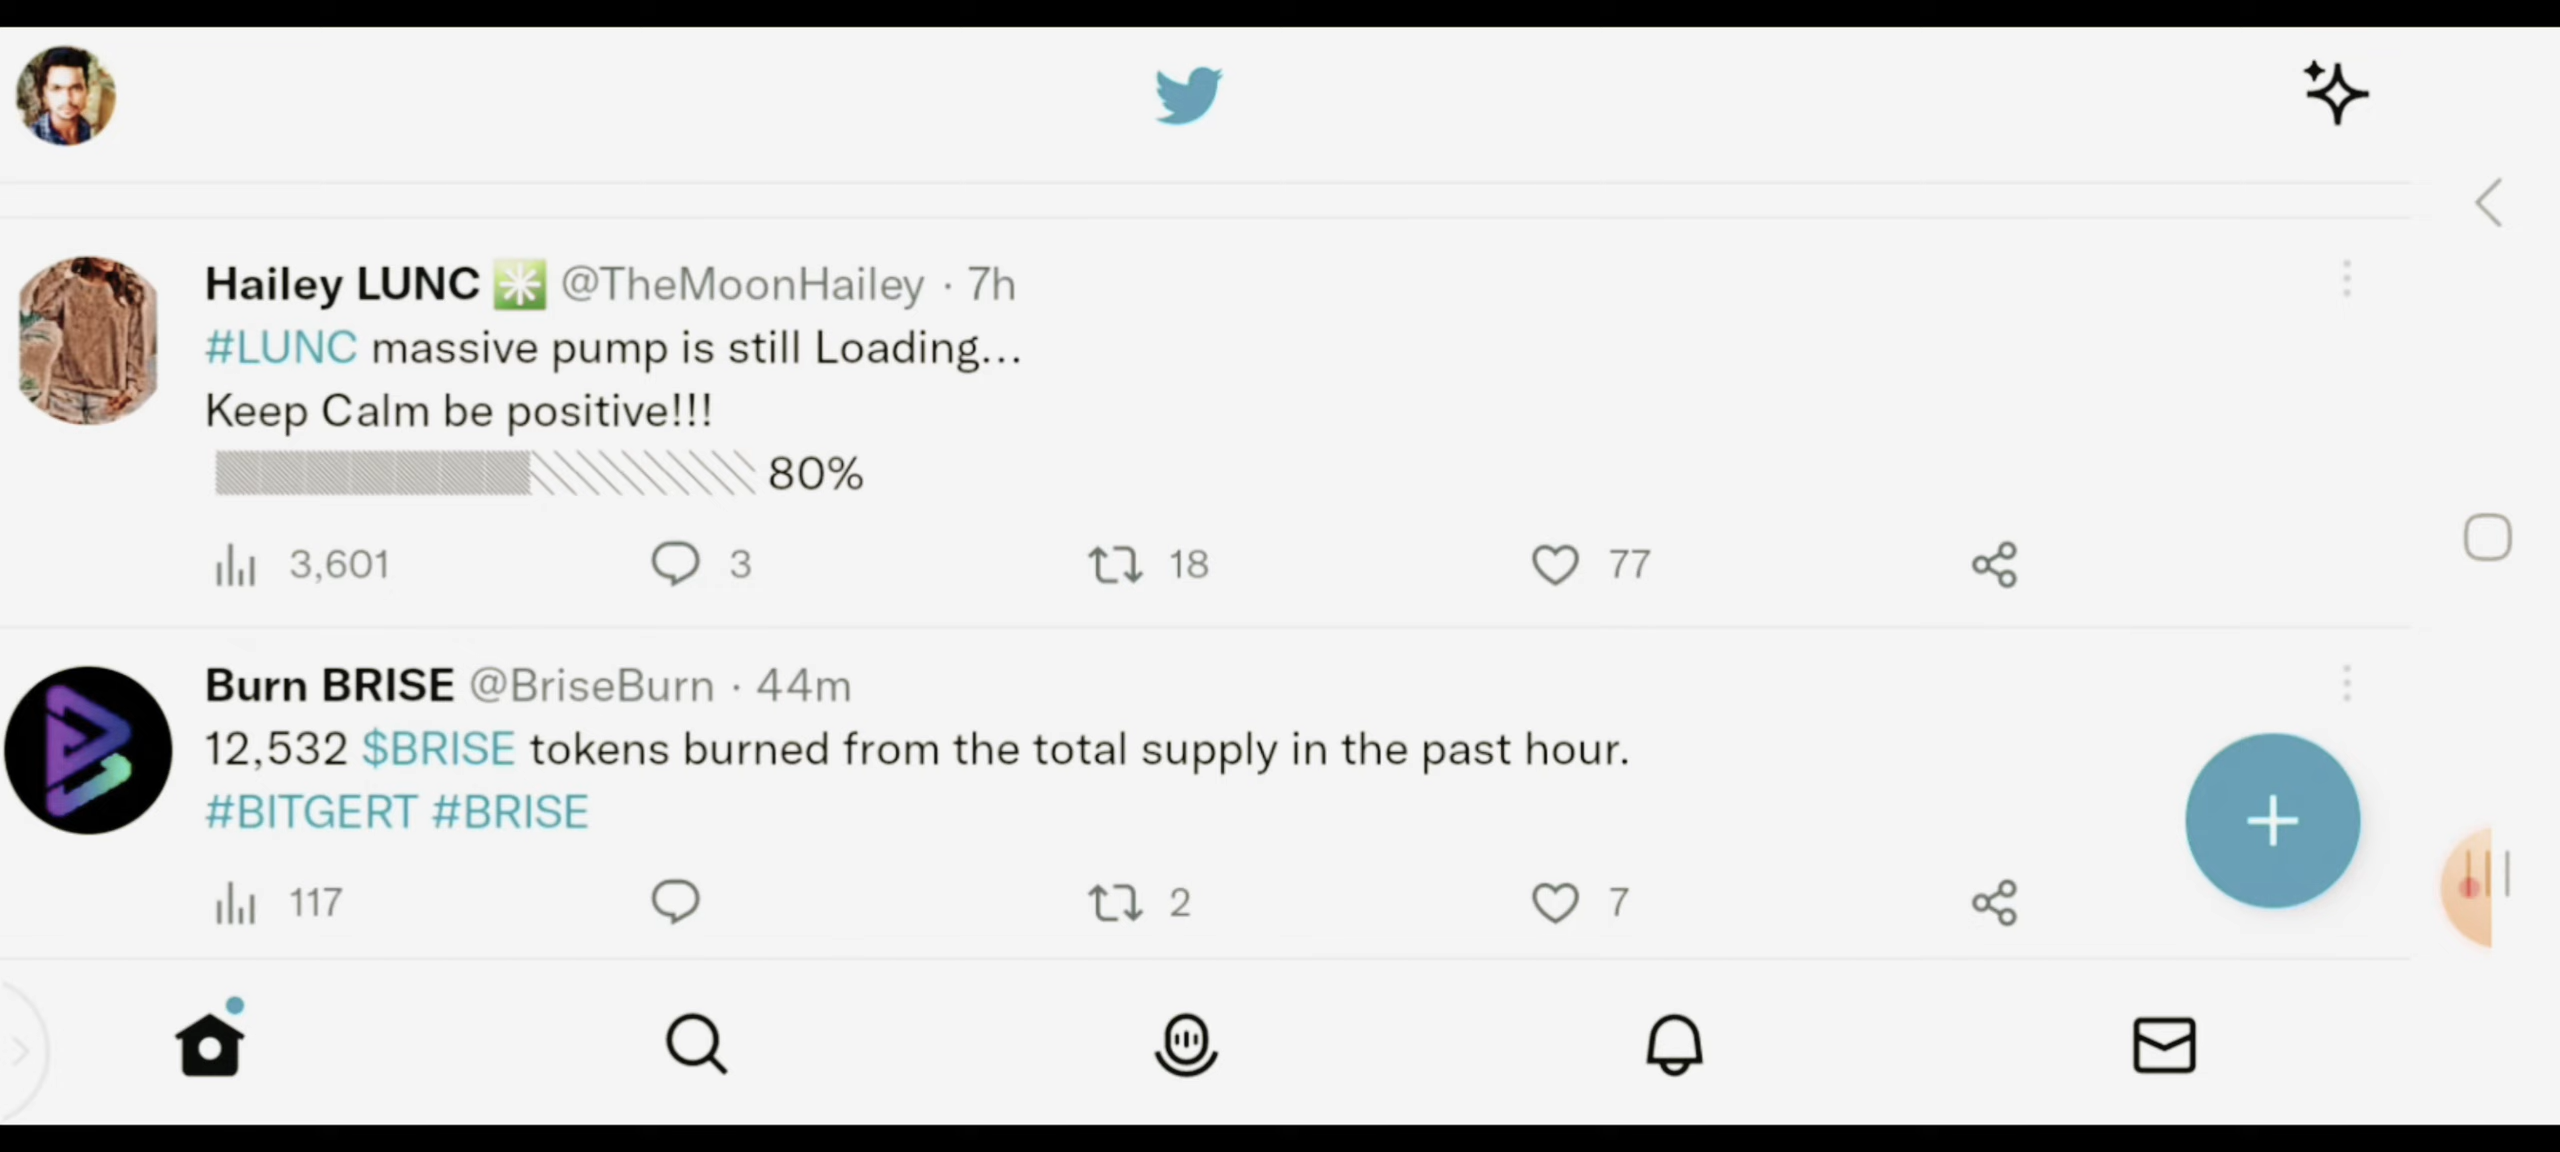 Hailey LUNC ✳️ @TheMoonHailey · 7h
#LUNC massive pump is still Loading...
Keep Calm be positive!!!
80%
3,601 3 18 77
Burn BRISE @BriseBurn · 44m
12,532 $BRISE tokens burned from the total supply in the past hour.
#BITGERT #BRISE
117 2 7